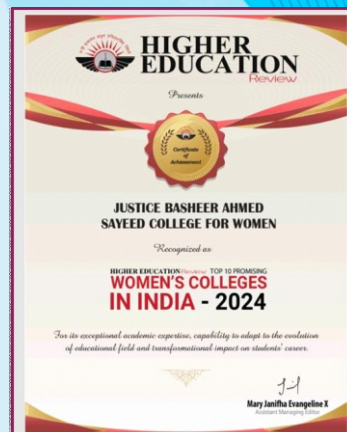 HIGHER
EDUCATION
Review
Presents
Certificate
of
Achievement
JUSTICE BASHEER AHMED
SAYEED COLLEGE FOR WOMEN
Recognized as
HIGHER EDUCATION Review TOP 10 PROMISING
WOMEN'S COLLEGES
IN INDIA - 2024
For its exceptional academic expertise, capability to adapt to the evolution
of educational field and transformational impact on students' career.
Mary Janifha Evangeline X
Assistant Managing Editor